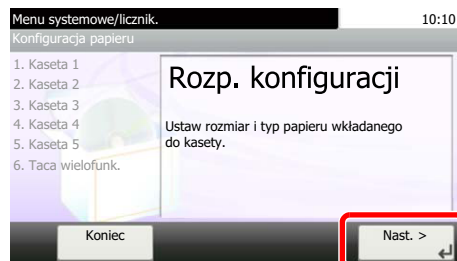 Menu systemowe/licznik.
10:10
Konfiguracja papieru
1. Kaseta 1
2. Kaseta 2
3. Kaseta 3
4. Kaseta 4
5. Kaseta 5
6. Taca wielofunk.
Rozp. konfiguracji
Ustaw rozmiar i typ papieru wkładanego
do kasety.
Koniec
Nast. >